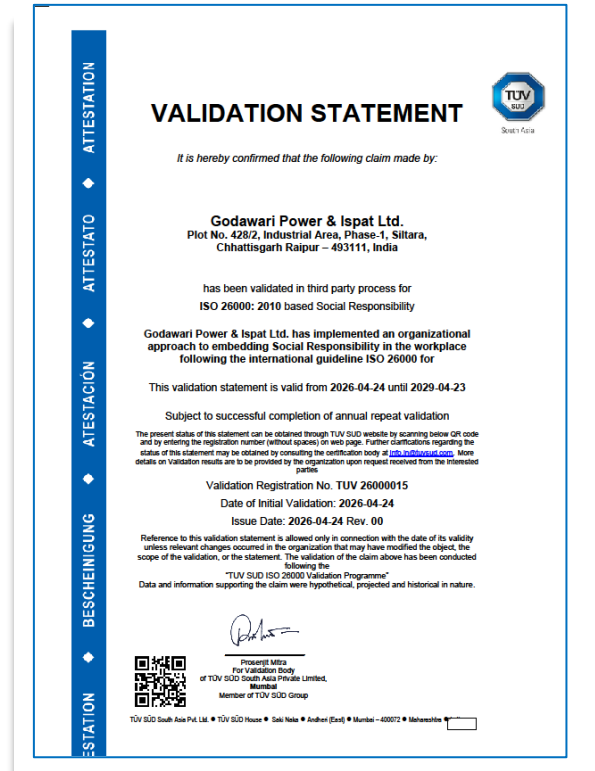 ATTESTATION ◆ ATTESTATO ◆ ATESTACIÓN ◆ BESCHEINIGUNG ◆ ESTATION
TÜV
SÜD
South Asia
VALIDATION STATEMENT
It is hereby confirmed that the following claim made by:
Godawari Power & Ispat Ltd.
Plot No. 428/2, Industrial Area, Phase-1, Siltara,
Chhattisgarh Raipur – 493111, India
has been validated in third party process for
ISO 26000: 2010 based Social Responsibility
Godawari Power & Ispat Ltd. has implemented an organizational
approach to embedding Social Responsibility in the workplace
following the international guideline ISO 26000 for
This validation statement is valid from 2026-04-24 until 2029-04-23
Subject to successful completion of annual repeat validation
The present status of this statement can be obtained through TUV SUD website by scanning below QR code
and by entering the registration number (without spaces) on web page. Further clarifications regarding the
status of this statement may be obtained by consulting the certification body at info.in@tuvsud.com. More
details on Validation results are to be provided by the organization upon request received from the interested
parties
Validation Registration No. TUV 26000015
Date of Initial Validation: 2026-04-24
Issue Date: 2026-04-24 Rev. 00
Reference to this validation statement is allowed only in connection with the date of its validity
unless relevant changes occurred in the organization that may have modified the object, the
scope of the validation, or the statement. The validation of the claim above has been conducted
following the
"TUV SUD ISO 26000 Validation Programme"
Data and information supporting the claim were hypothetical, projected and historical in nature.
Prosenjit Mitra
For Validation Body
of TÜV SÜD South Asia Private Limited,
Mumbai
Member of TÜV SÜD Group
TÜV SÜD South Asia Pvt. Ltd. ● TÜV SÜD House ● Saki Naka ● Andheri (East) ● Mumbai – 400072 ● Maharashtra ●